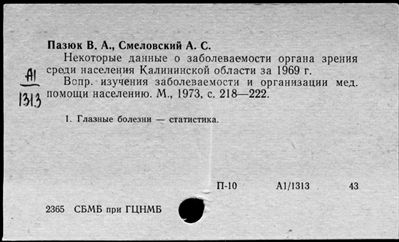 Пазюк В. А., Смеловский А. С.
Некоторые данные о заболеваемости органа зрения
среди населения Калининской области за 1969 г.
Вопр. изучения заболеваемости и организации мед.
помощи населению. М., 1973, с. 218—222.
А1
1313
1. Глазные болезни — статистика.
П-10 А1/1313 43
2365 СБМБ при ГЦНМБ